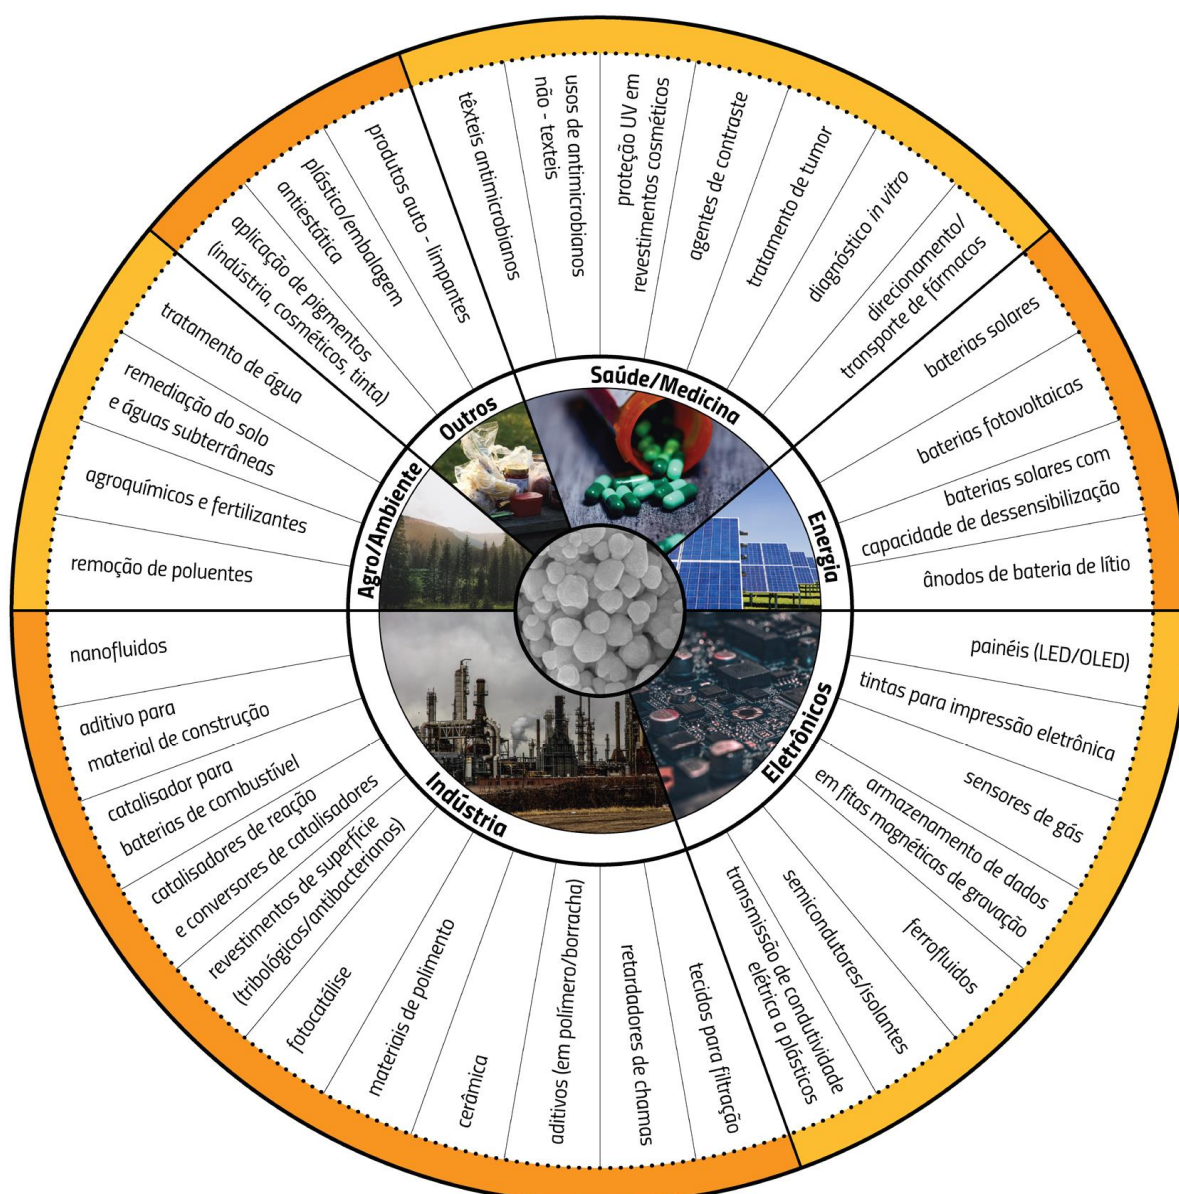 Saúde/Medicina
têxteis antimicrobianos
usos de antimicrobianos
não - texteis
proteção UV em
revestimentos cosméticos
agentes de contraste
tratamento de tumor
diagnóstico in vitro
direcionamento/
transporte de fármacos
Energia
baterias solares
baterias fotovoltaicas
baterias solares com
capacidade de dessensibilização
ânodos de bateria de lítio
Eletrônicos
painéis (LED/OLED)
tintas para impressão eletrônica
sensores de gás
armazenamento de dados
em fitas magnéticas de gravação
ferrofluidos
semicondutores/isolantes
transmissão de condutividade
elétrica a plásticos
Indústria
tecidos para filtração
retardadores de chamas
aditivos (em polímero/borracha)
cerâmica
materiais de polimento
fotocatálise
revestimentos de superfície
(tribológicos/antibacterianos)
catalisadores de reação
e conversores de catalisadores
catalisador para
baterias de combustível
aditivo para
material de construção
nanofluidos
Agro/Ambiente
remoção de poluentes
agroquímicos e fertilizantes
remediação do solo
e águas subterrâneas
tratamento de água
Outros
aplicação de pigmentos
(indústria, cosméticos, tinta)
plástico/embalagem
antiestática
produtos auto - limpantes